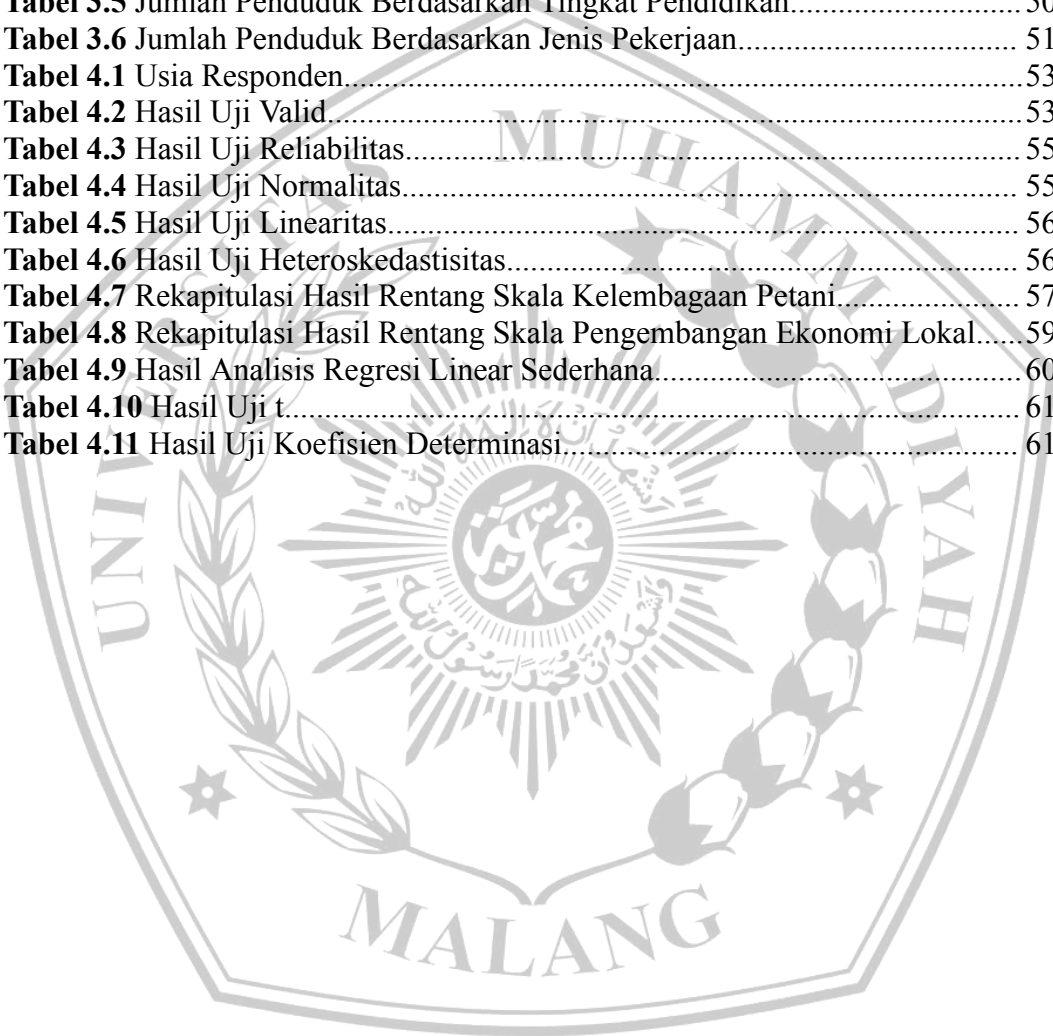 Tabel 3.5 Jumlah Penduduk Berdasarkan Tingkat Pendidikan............................. 50
Tabel 3.6 Jumlah Penduduk Berdasarkan Jenis Pekerjaan................................... 51
Tabel 4.1 Usia Responden.....................................................................................53
Tabel 4.2 Hasil Uji Valid.......................................................................................53
Tabel 4.3 Hasil Uji Reliabilitas............................................................................. 55
Tabel 4.4 Hasil Uji Normalitas............................................................................. 55
Tabel 4.5 Hasil Uji Linearitas............................................................................... 56
Tabel 4.6 Hasil Uji Heteroskedastisitas................................................................ 56
Tabel 4.7 Rekapitulasi Hasil Rentang Skala Kelembagaan Petani....................... 57
Tabel 4.8 Rekapitulasi Hasil Rentang Skala Pengembangan Ekonomi Lokal......59
Tabel 4.9 Hasil Analisis Regresi Linear Sederhana.............................................. 60
Tabel 4.10 Hasil Uji t............................................................................................ 61
Tabel 4.11 Hasil Uji Koefisien Determinasi......................................................... 61
UNIVERSITAS MUHAMMADIYAH
MALANG